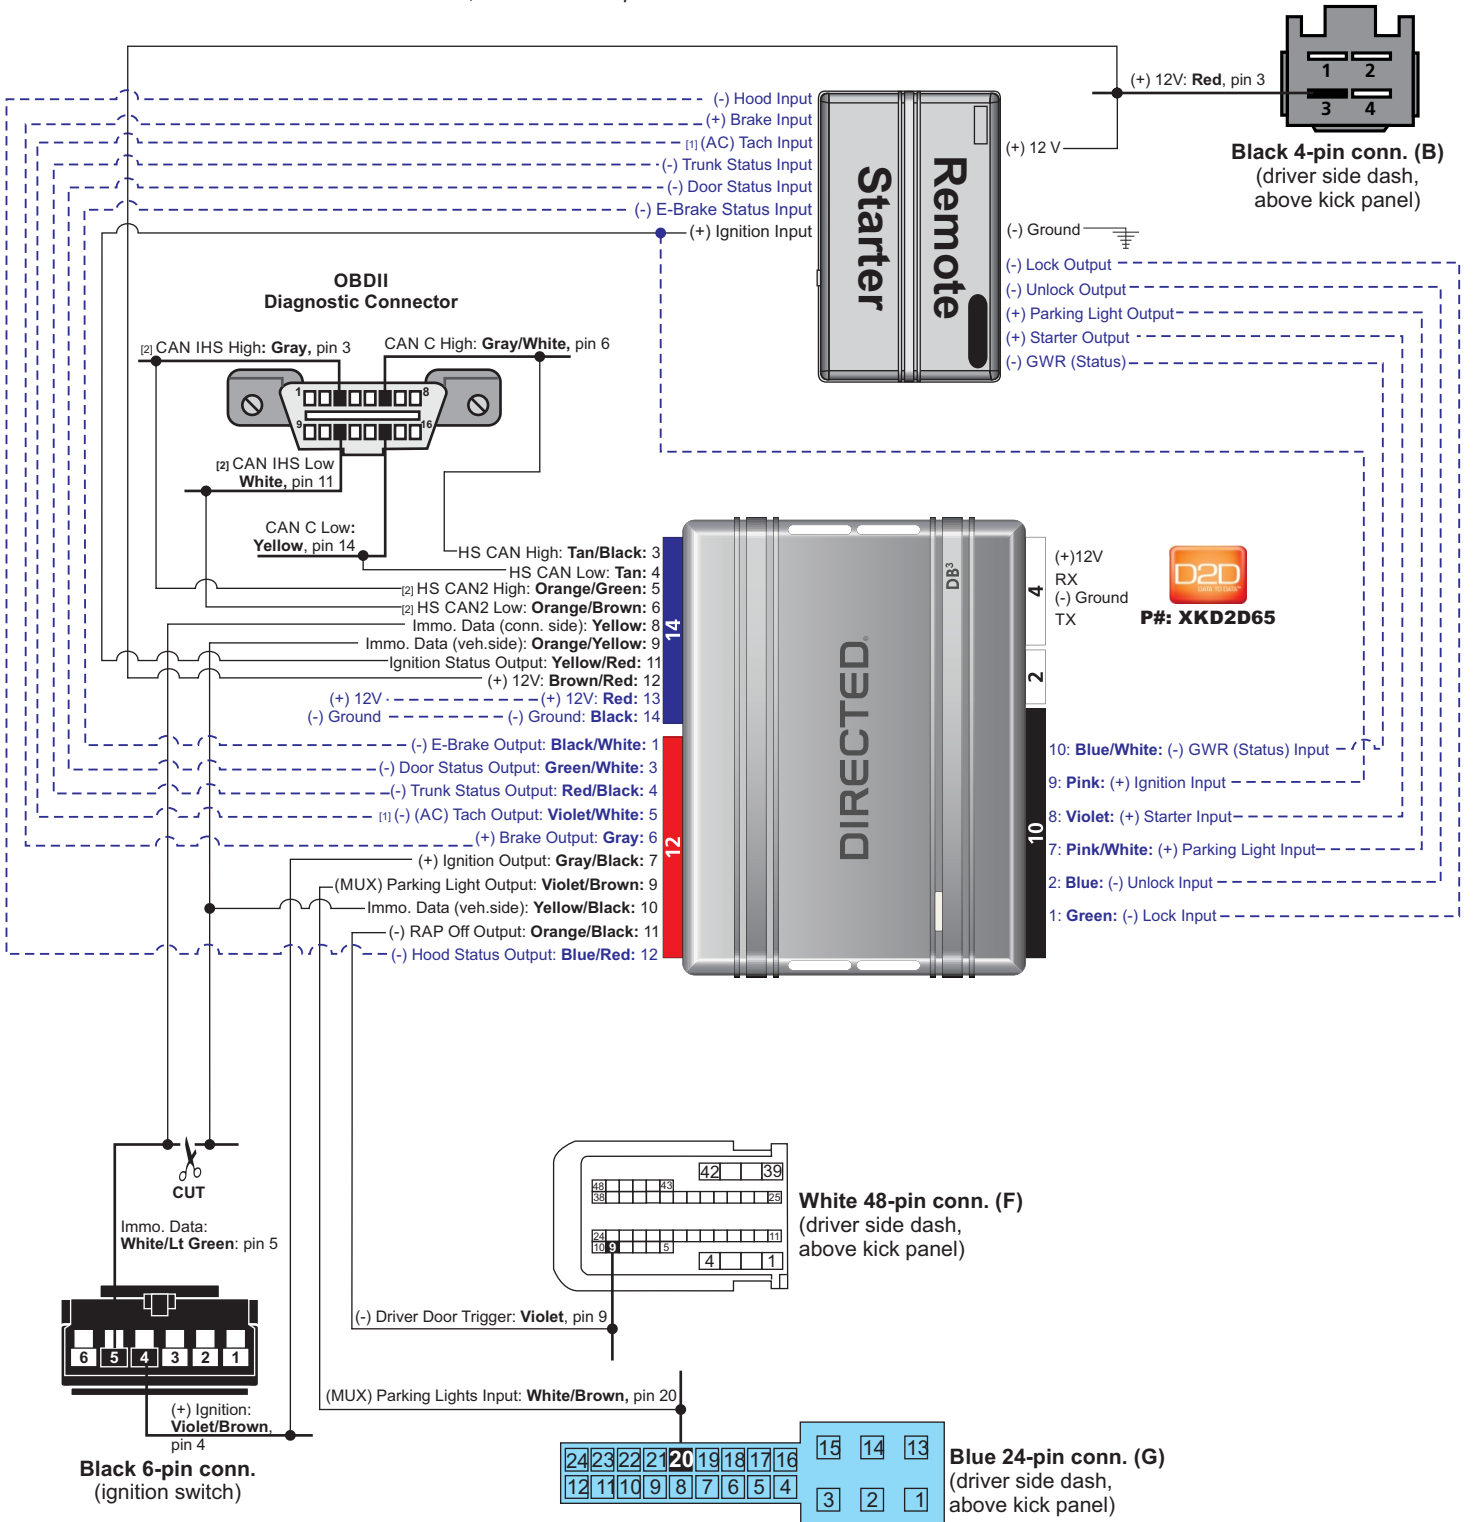 (+) 12V: Red, pin 3
1 2
3 4
Black 4-pin conn. (B)
(driver side dash,
above kick panel)
(-) Hood Input
(+) Brake Input
[1] (AC) Tach Input
(-) Trunk Status Input
(-) Door Status Input
(-) E-Brake Status Input
(+) Ignition Input
Remote
Starter
(+) 12 V
(-) Ground
(-) Lock Output
(-) Unlock Output
(+) Parking Light Output
(+) Starter Output
(-) GWR (Status)
OBDII
Diagnostic Connector
[2] CAN IHS High: Gray, pin 3
CAN C High: Gray/White, pin 6
1 8
9 16
[2] CAN IHS Low
White, pin 11
CAN C Low:
Yellow, pin 14
HS CAN High: Tan/Black: 3
HS CAN Low: Tan: 4
[2] HS CAN2 High: Orange/Green: 5
[2] HS CAN2 Low: Orange/Brown: 6
Immo. Data (conn. side): Yellow: 8
Immo. Data (veh.side): Orange/Yellow: 9
Ignition Status Output: Yellow/Red: 11
(+) 12V: Brown/Red: 12
(+) 12V (+) 12V: Red: 13
(-) Ground (-) Ground: Black: 14
14
(-) E-Brake Output: Black/White: 1
(-) Door Status Output: Green/White: 3
(-) Trunk Status Output: Red/Black: 4
[1] (-) (AC) Tach Output: Violet/White: 5
(+) Brake Output: Gray: 6
(+) Ignition Output: Gray/Black: 7
(MUX) Parking Light Output: Violet/Brown: 9
Immo. Data (veh.side): Yellow/Black: 10
(-) RAP Off Output: Orange/Black: 11
(-) Hood Status Output: Blue/Red: 12
12
DIRECTED
DB3
4
(+)12V
RX
(-) Ground
TX
D2D
DATA TO DATA
P#: XKD2D65
2
10
10: Blue/White: (-) GWR (Status) Input
9: Pink: (+) Ignition Input
8: Violet: (+) Starter Input
7: Pink/White: (+) Parking Light Input
2: Blue: (-) Unlock Input
1: Green: (-) Lock Input
CUT
Immo. Data:
White/Lt Green: pin 5
6 5 4 3 2 1
(+) Ignition:
Violet/Brown,
pin 4
Black 6-pin conn.
(ignition switch)
42 39
48 43
38 25
24 11
10 9 5
4 1
White 48-pin conn. (F)
(driver side dash,
above kick panel)
(-) Driver Door Trigger: Violet, pin 9
(MUX) Parking Lights Input: White/Brown, pin 20
24 23 22 21 20 19 18 17 16 15 14 13
12 11 10 9 8 7 6 5 4 3 2 1
Blue 24-pin conn. (G)
(driver side dash,
above kick panel)